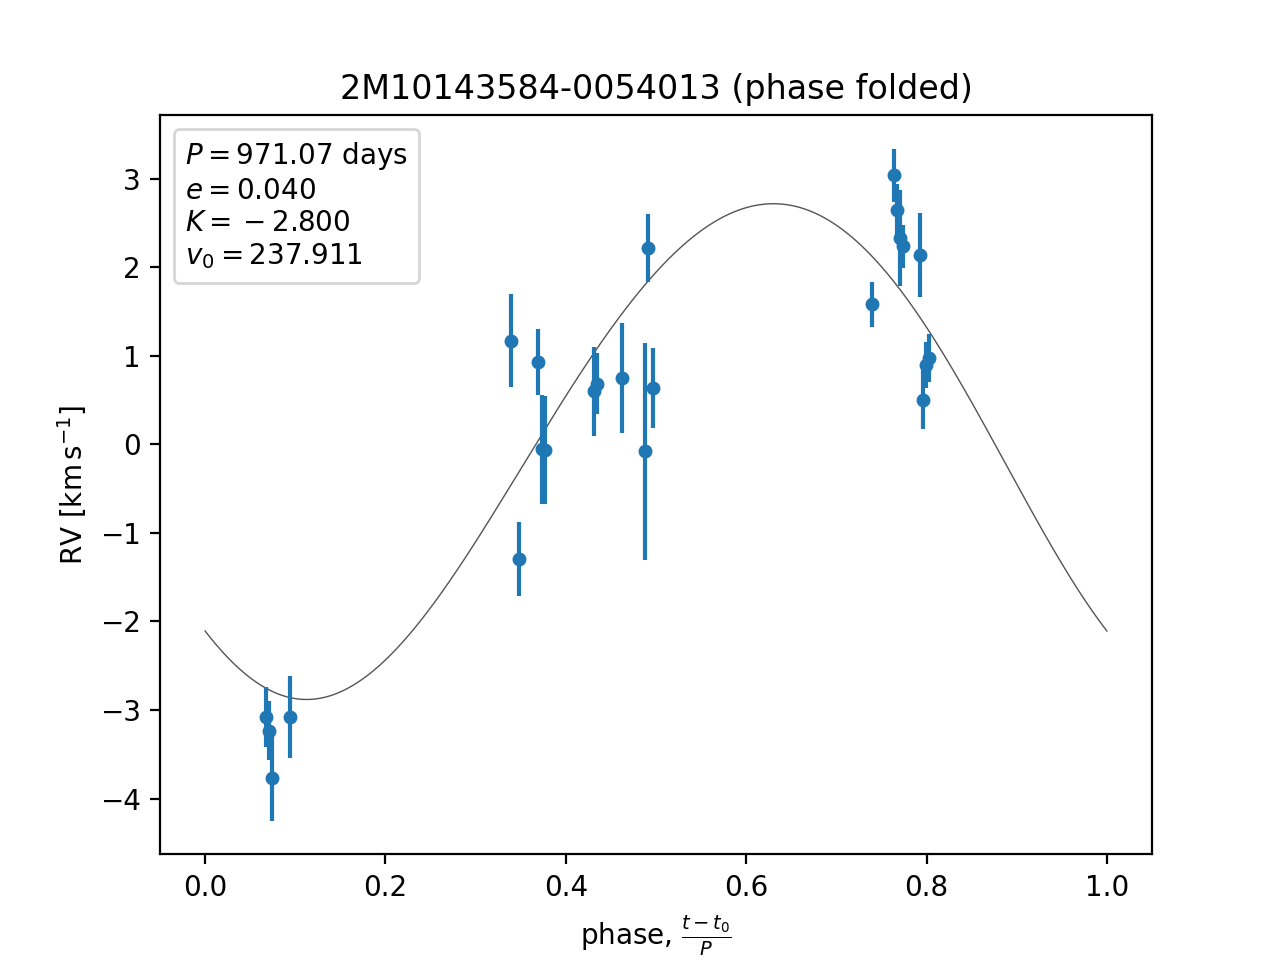 2M10143584-0054013 (phase folded)
P = 971.07 days
e = 0.040
K = −2.800
v₀ = 237.911
3
2
1
0
−1
−2
−3
−4
RV [km s⁻¹]
0.0 0.2 0.4 0.6 0.8 1.0
phase, (t − t₀)/P